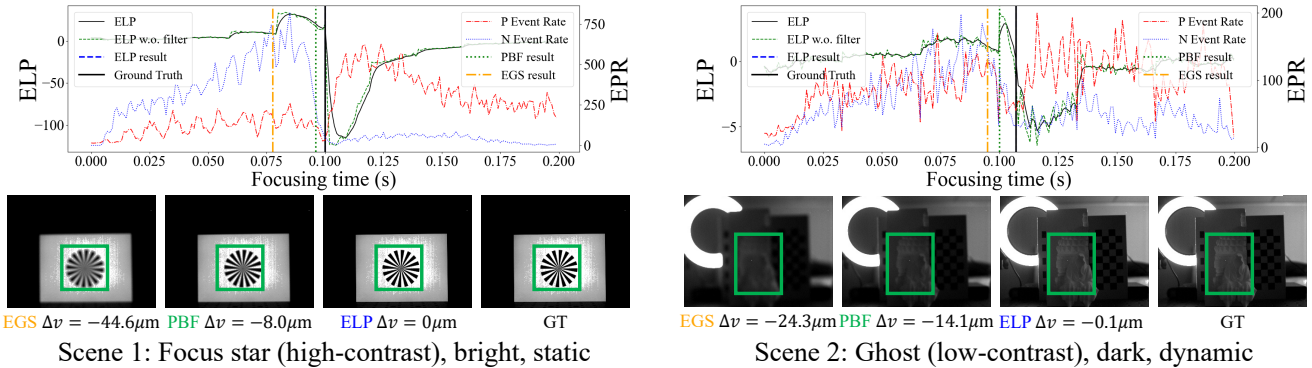 ELP
ELP w.o. filter
ELP result
Ground Truth
P Event Rate
N Event Rate
PBF result
EGS result
0
−50
−100
ELP
750
500
250
0
EPR
0.000 0.025 0.050 0.075 0.100 0.125 0.150 0.175 0.200
Focusing time (s)
EGS Δv = −44.6μm PBF Δv = −8.0μm ELP Δv = 0μm GT
Scene 1: Focus star (high-contrast), bright, static
ELP
ELP w.o. filter
ELP result
Ground Truth
P Event Rate
N Event Rate
PBF result
EGS result
0
−5
ELP
200
100
0
EPR
0.000 0.025 0.050 0.075 0.100 0.125 0.150 0.175 0.200
Focusing time (s)
EGS Δv = −24.3μm PBF Δv = −14.1μm ELP Δv = −0.1μm GT
Scene 2: Ghost (low-contrast), dark, dynamic